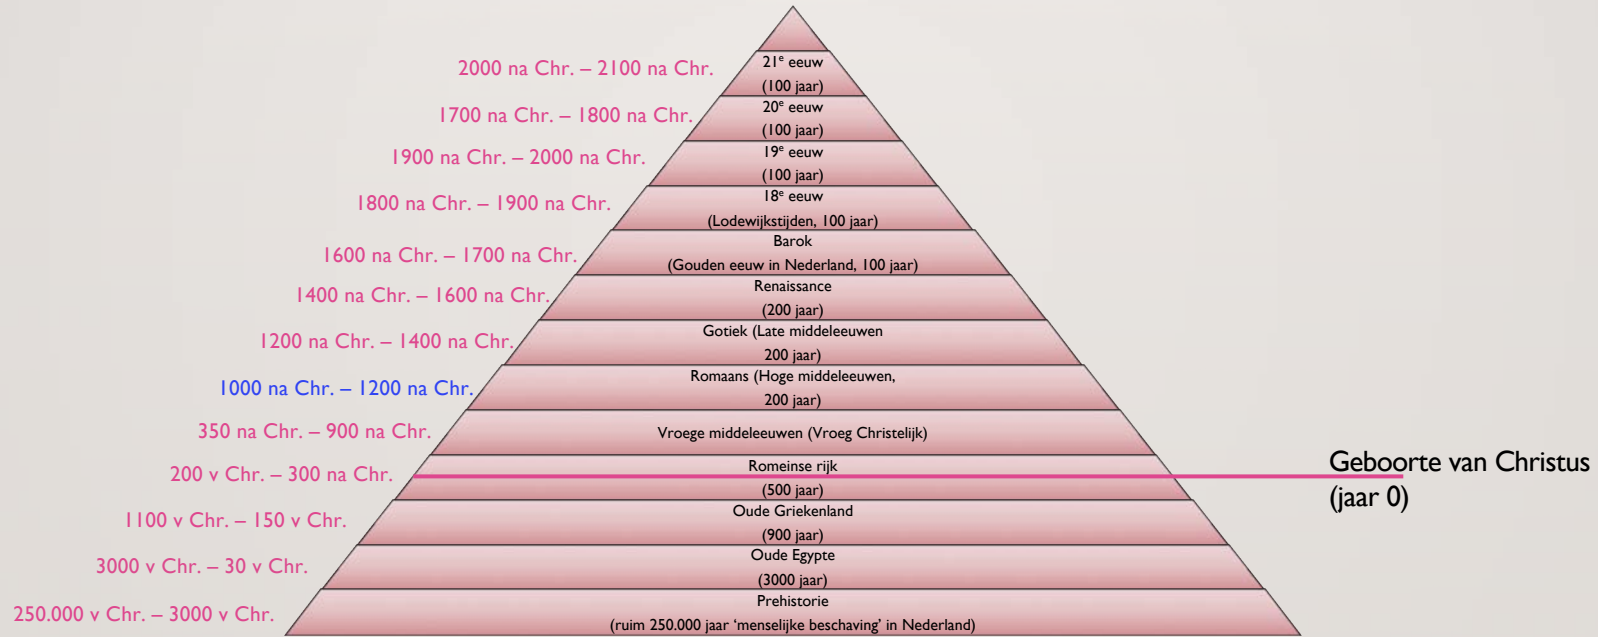 2000 na Chr. – 2100 na Chr.
21e eeuw
(100 jaar)
1700 na Chr. – 1800 na Chr.
20e eeuw
(100 jaar)
1900 na Chr. – 2000 na Chr.
19e eeuw
(100 jaar)
1800 na Chr. – 1900 na Chr.
18e eeuw
(Lodewijkstijden, 100 jaar)
1600 na Chr. – 1700 na Chr.
Barok
(Gouden eeuw in Nederland, 100 jaar)
1400 na Chr. – 1600 na Chr.
Renaissance
(200 jaar)
1200 na Chr. – 1400 na Chr.
Gotiek (Late middeleeuwen
200 jaar)
1000 na Chr. – 1200 na Chr.
Romaans (Hoge middeleeuwen,
200 jaar)
350 na Chr. – 900 na Chr.
Vroege middeleeuwen (Vroeg Christelijk)
200 v Chr. – 300 na Chr.
Romeinse rijk
(500 jaar)
Geboorte van Christus
(jaar 0)
1100 v Chr. – 150 v Chr.
Oude Griekenland
(900 jaar)
3000 v Chr. – 30 v Chr.
Oude Egypte
(3000 jaar)
250.000 v Chr. – 3000 v Chr.
Prehistorie
(ruim 250.000 jaar ‘menselijke beschaving’ in Nederland)